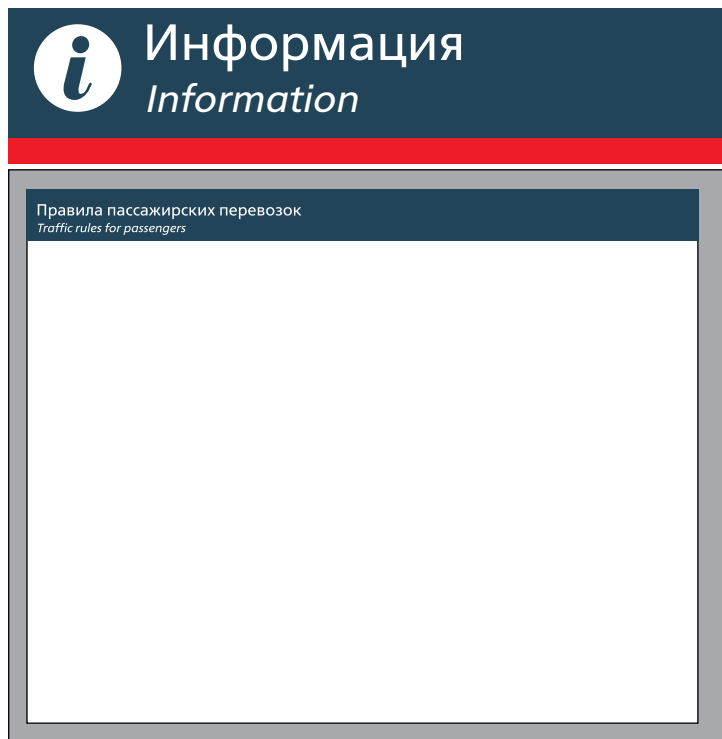 Информация
Information
Правила пассажирских перевозок
Traffic rules for passengers